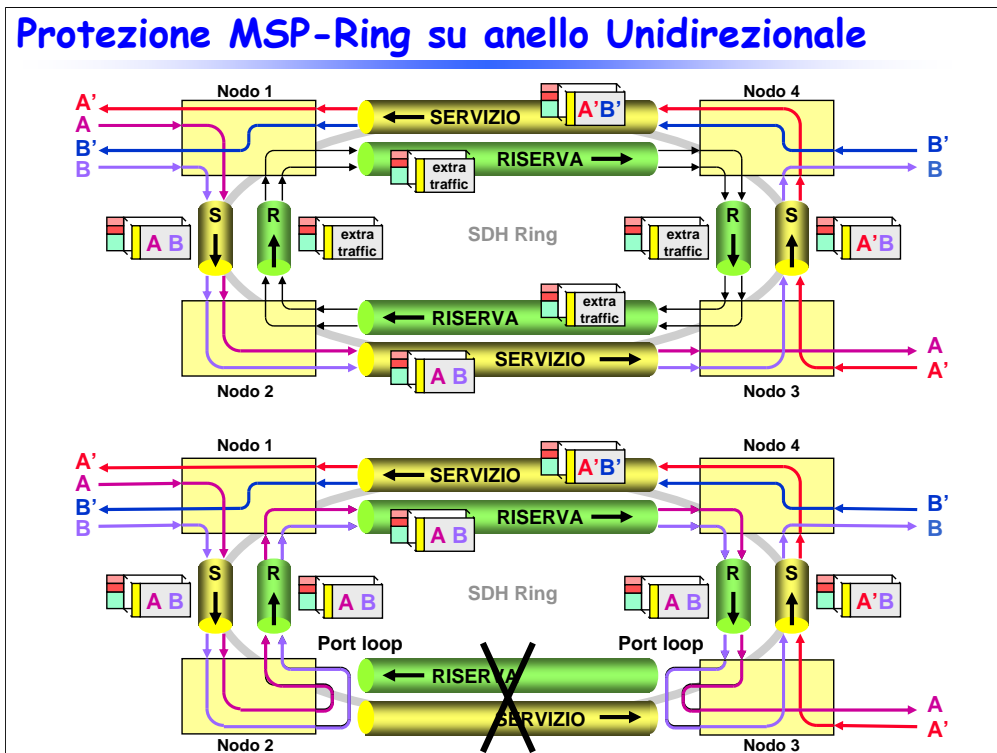 Protezione MSP-Ring su anello Unidirezionale
Nodo 1
Nodo 4
A'
A
B'
B
SERVIZIO
A'B'
RISERVA
extra
traffic
B'
B
S
R
A B
extra
traffic
SDH Ring
extra
traffic
R
S
A'B
RISERVA
extra
traffic
SERVIZIO
A B
A
A'
Nodo 2
Nodo 3
Nodo 1
Nodo 4
A'
A
B'
B
SERVIZIO
A'B'
RISERVA
A B
B'
B
S
R
A B
A B
SDH Ring
A B
R
S
A'B
Port loop
Port loop
RISERVA
SERVIZIO
A
A'
Nodo 2
Nodo 3